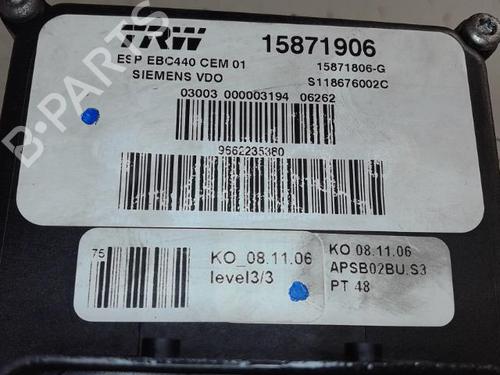 TRW 15871906
ESP EBC440 CEM 01 15871806-G
SIEMENS VDO S118676002C
03003 000003194 06262
9662235380
75
KO_08.11.06
level3/3
KO 08.11.06
APSB02BU.S3
PT 48